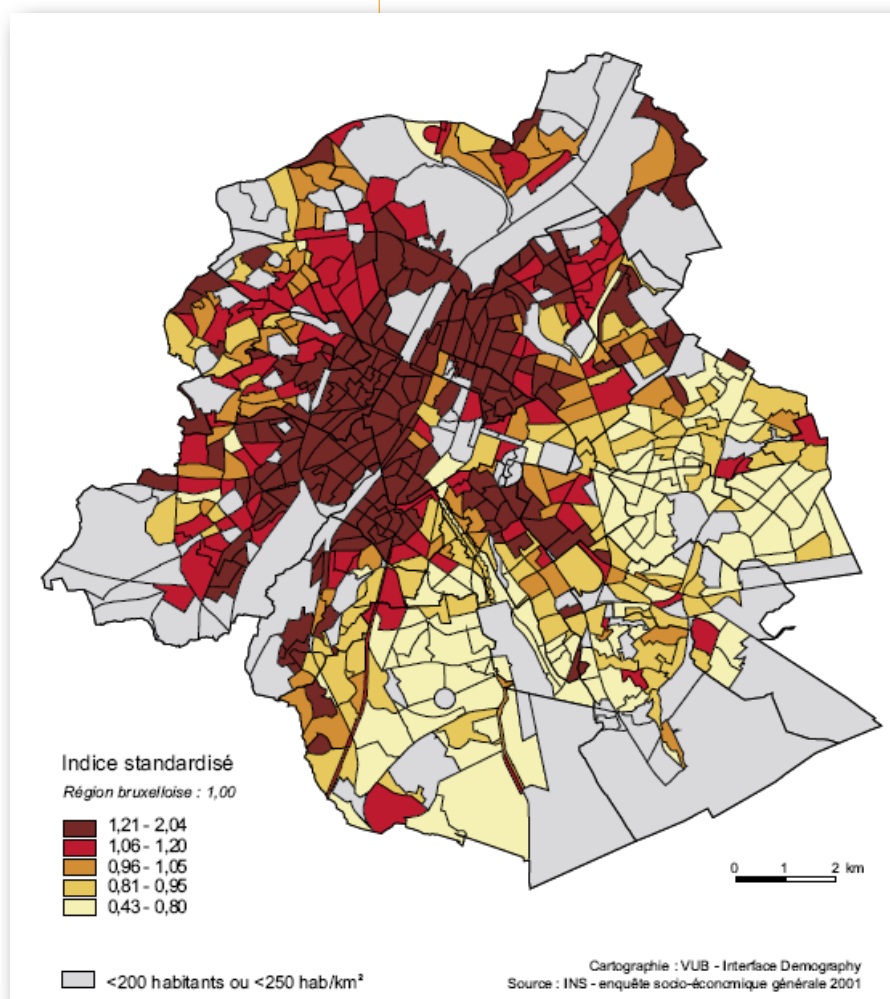 Indice standardisé
Région bruxelloise : 1,00
1,21 - 2,04
1,06 - 1,20
0,96 - 1,05
0,81 - 0,95
0,43 - 0,80
<200 habitants ou <250 hab/km²
0 1 2 km
Cartographie : VUB - Interface Demography
Source : INS - enquête socio-économique générale 2001